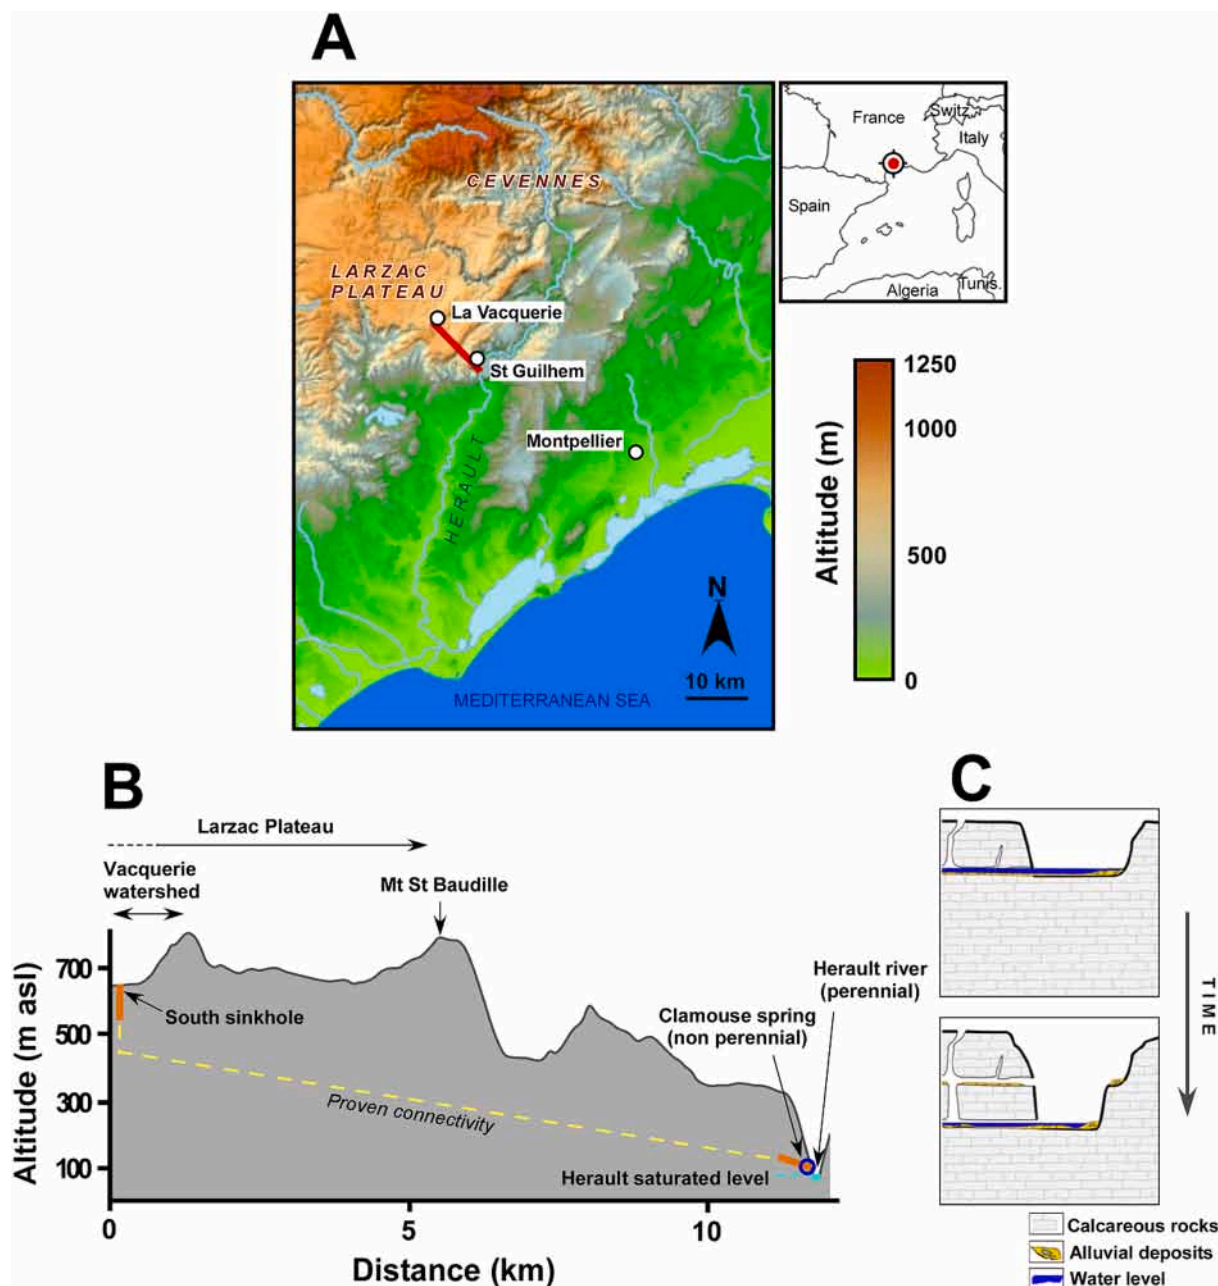 A
France
Switz.
Italy
Spain
Algeria
Tunis.
CEVENNES
LARZAC
PLATEAU
La Vacquerie
St Guilhem
Montpellier
HERAULT
N
10 km
MEDITERRANEAN SEA
Altitude (m)
1250
1000
500
0
B
Larzac Plateau
Vacquerie
watershed
Mt St Baudille
Herault river
(perennial)
Clamouse spring
(non perennial)
South sinkhole
Proven connectivity
Herault saturated level
Altitude (m asl)
700
500
300
100
0
5
10
Distance (km)
C
TIME
Calcareous rocks
Alluvial deposits
Water level